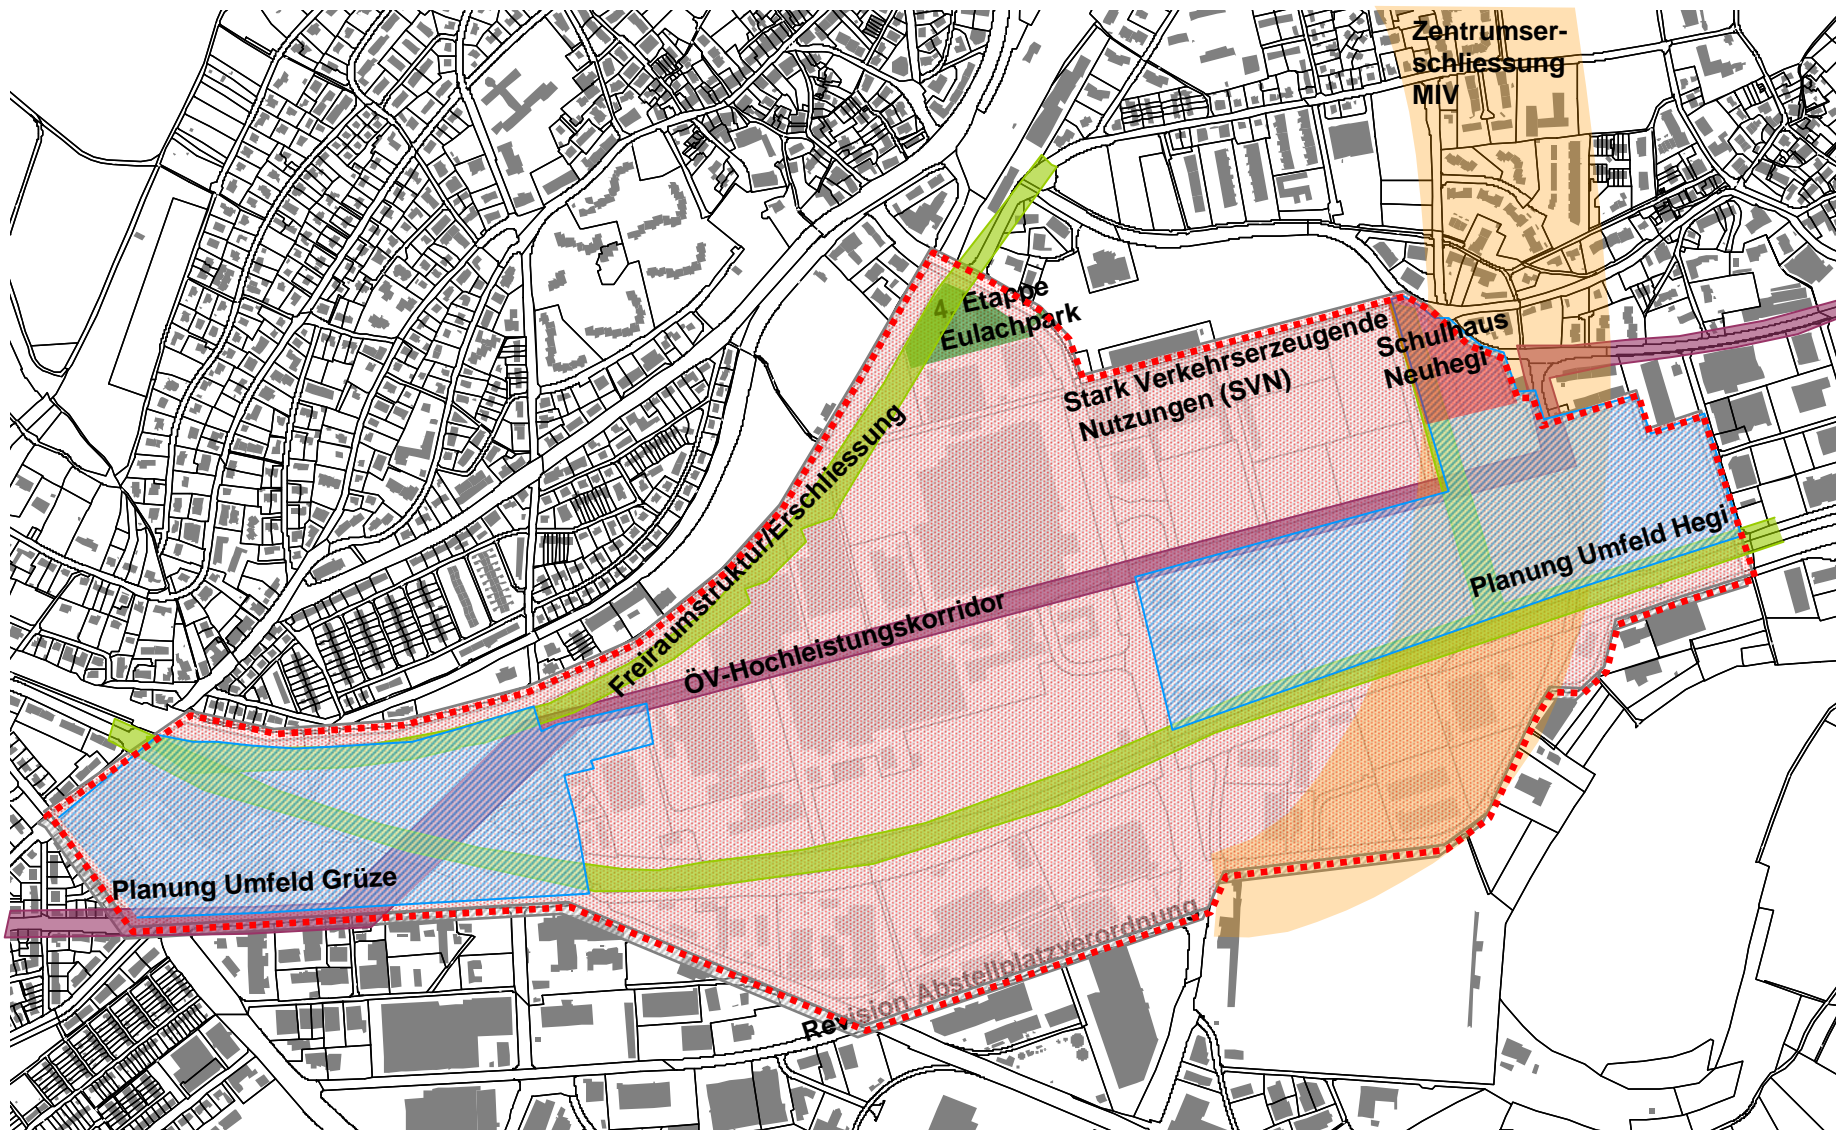 Zentrumser-
schliessung
MIV
4. Etappe
Eulachpark
Stark Verkehrserzeugende
Nutzungen (SVN)
Schulhaus
Neuhegi
Freiraumstruktur/Erschliessung
Planung Umfeld Hegi
ÖV-Hochleistungskorridor
Planung Umfeld Grüze
Revision Abstellplatzverordnung